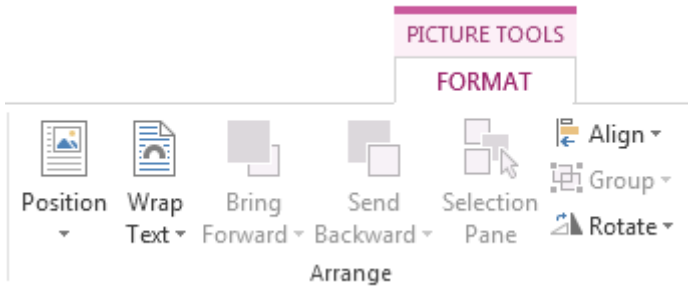 PICTURE TOOLS
FORMAT
Position
Wrap
Text
Bring
Forward
Send
Backward
Selection
Pane
Align
Group
Rotate
Arrange